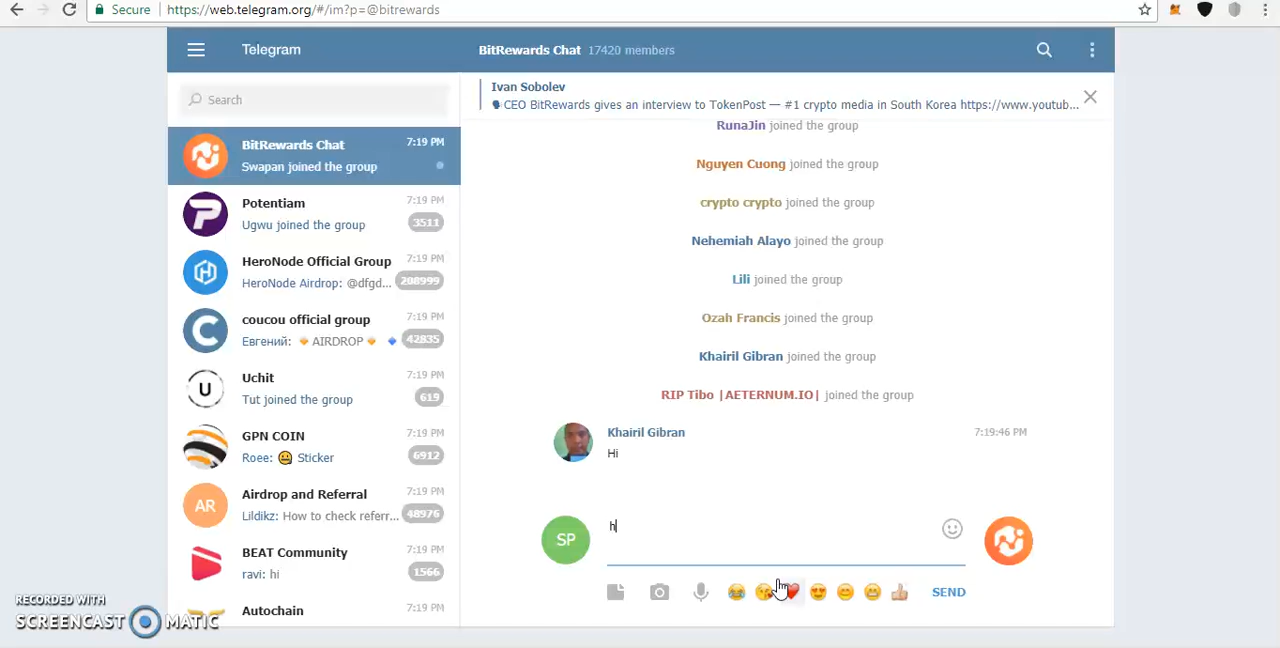 Secure https://web.telegram.org/#/im?p=@bitrewards
Telegram
BitRewards Chat 17420 members
Search
Ivan Sobolev
CEO BitRewards gives an interview to TokenPost — #1 crypto media in South Korea https://www.youtub...
BitRewards Chat 7:19 PM
Swapan joined the group
Potentiam 7:19 PM
Ugwu joined the group 3511
HeroNode Official Group 7:19 PM
HeroNode Airdrop: @dfgd... 208999
coucou official group 7:19 PM
Евгений: 🔸AIRDROP🔸 🔹 42835
Uchit 7:19 PM
U
Tut joined the group 619
GPN COIN 7:19 PM
Roee: Sticker 6912
Airdrop and Referral 7:19 PM
AR
Lildikz: How to check referr... 48976
BEAT Community 7:19 PM
ravi: hi 1566
Autochain 7:19 PM
RunaJin joined the group
Nguyen Cuong joined the group
crypto crypto joined the group
Nehemiah Alayo joined the group
Lili joined the group
Ozah Francis joined the group
Khairil Gibran joined the group
RIP Tibo |AETERNUM.IO| joined the group
Khairil Gibran 7:19:46 PM
Hi
SP
h
SEND
RECORDED WITH
SCREENCAST MATIC